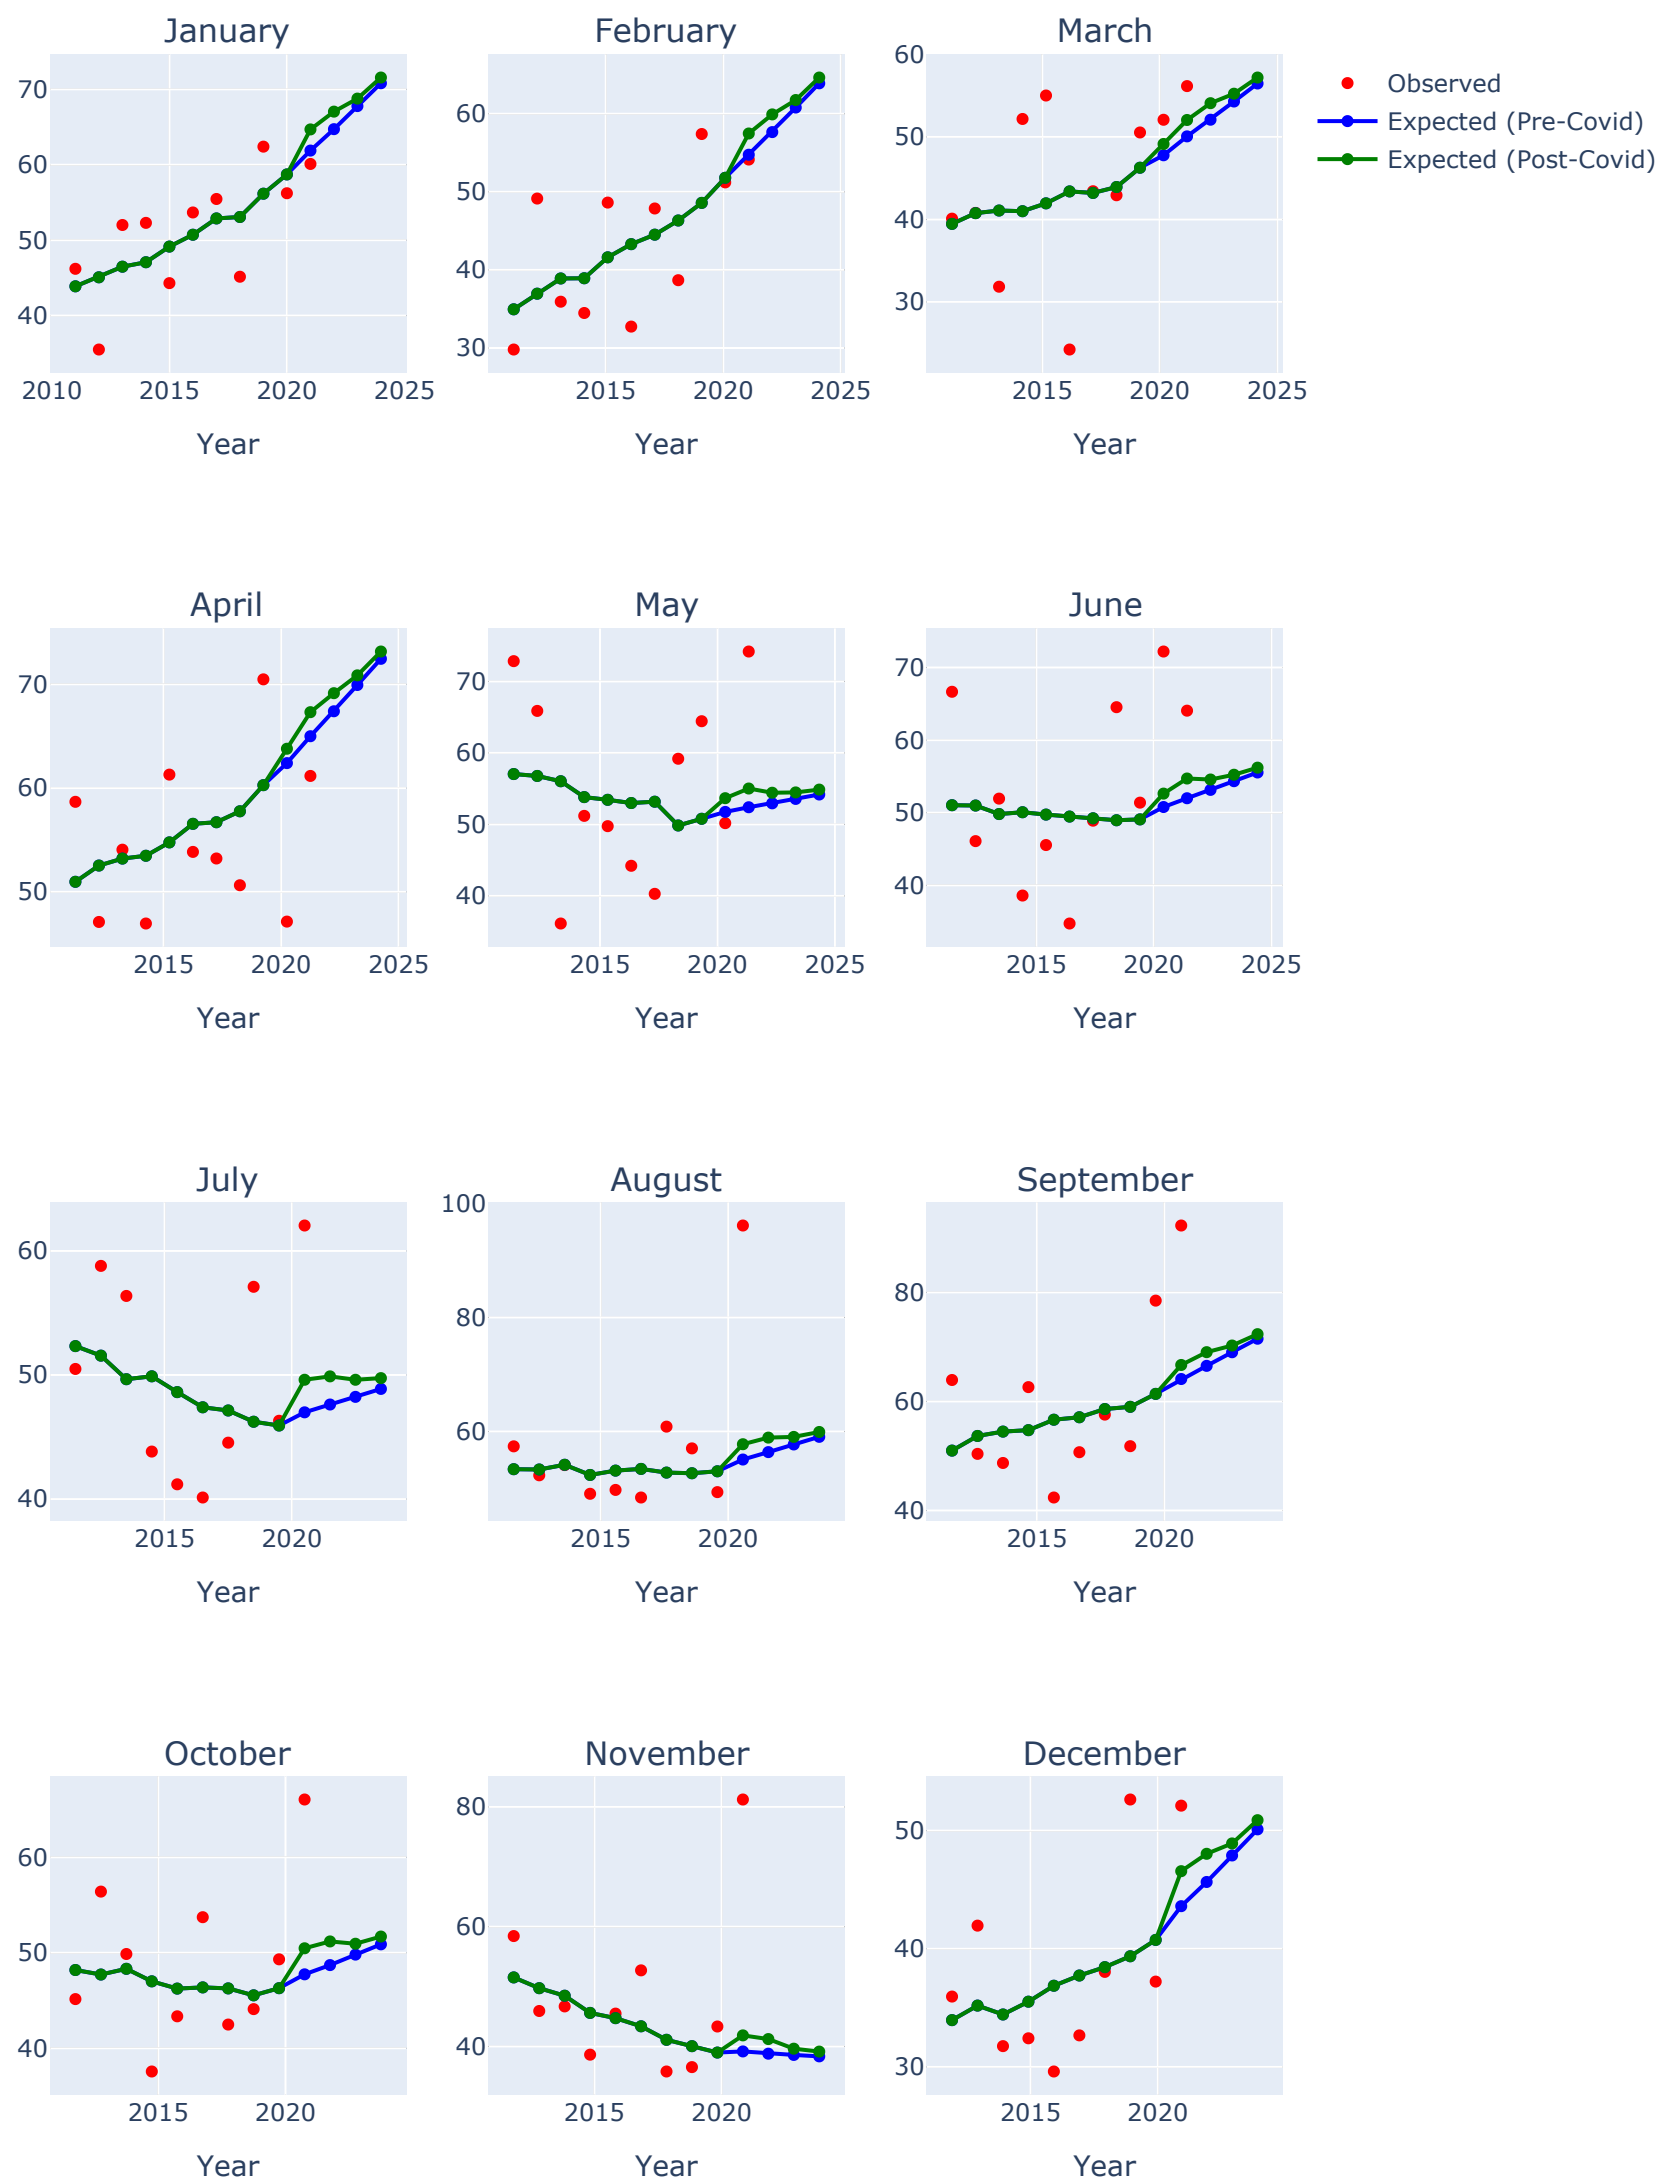 January
February
March
70
60
50
40
2010
2015
2020
2025
Year
60
50
40
30
2015
2020
2025
Year
60
50
40
30
2015
2020
2025
Year
Observed
Expected (Pre-Covid)
Expected (Post-Covid)
April
May
June
70
60
50
2015
2020
2025
Year
70
60
50
40
2015
2020
2025
Year
70
60
50
40
2015
2020
2025
Year
July
August
September
60
50
40
2015
2020
Year
100
80
60
2015
2020
Year
80
60
40
2015
2020
Year
October
November
December
60
50
40
2015
2020
Year
80
60
40
2015
2020
Year
50
40
30
2015
2020
Year